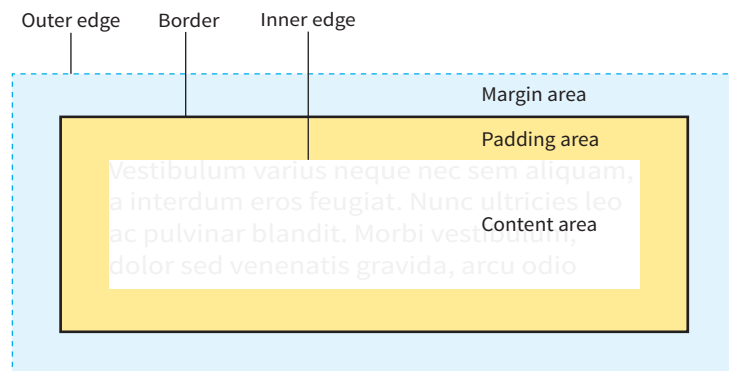 Outer edge Border Inner edge
Margin area
Padding area
Vestibulum varius neque nec sem aliquam,
a interdum eros feugiat. Nunc ultricies leo
Content area
ac pulvinar blandit. Morbi vestibulum,
dolor sed venenatis gravida, arcu odio